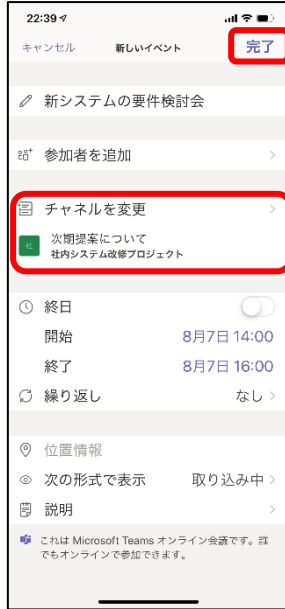 22:39
キャンセル 新しいイベント 完了
新システムの要件検討会
参加者を追加
チャネルを変更
社 次期提案について
社内システム改修プロジェクト
終日
開始 8月7日 14:00
終了 8月7日 16:00
繰り返し なし
位置情報
次の形式で表示 取り込み中
説明
これは Microsoft Teams オンライン会議です。誰
でもオンラインで参加できます。